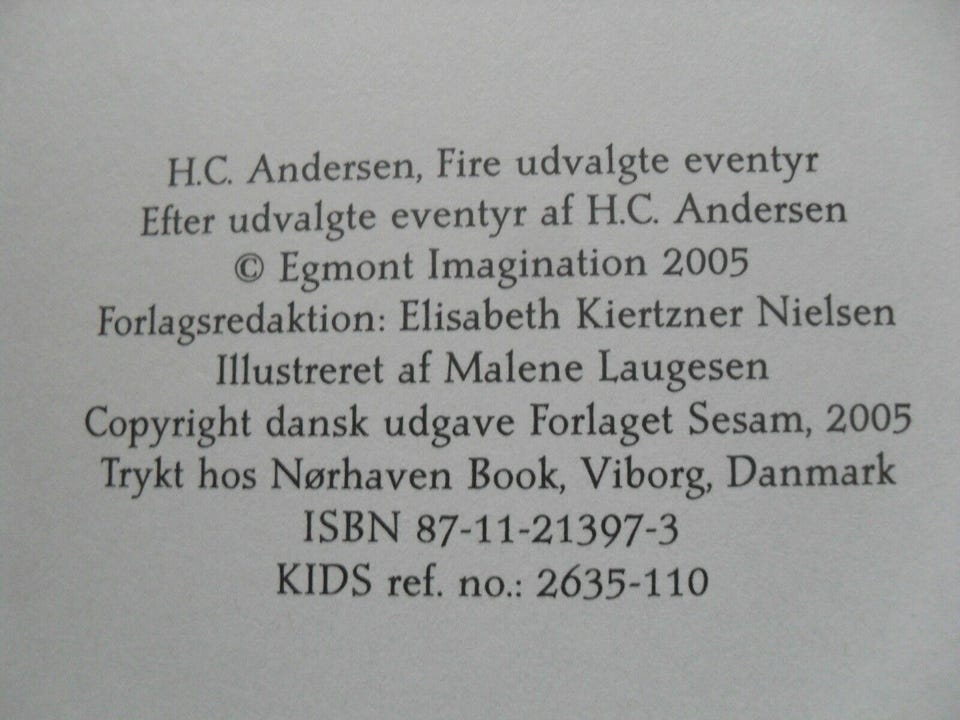 H.C. Andersen, Fire udvalgte eventyr
Efter udvalgte eventyr af H.C. Andersen
© Egmont Imagination 2005
Forlagsredaktion: Elisabeth Kiertzner Nielsen
Illustreret af Malene Laugesen
Copyright dansk udgave Forlaget Sesam, 2005
Trykt hos Nørhaven Book, Viborg, Danmark
ISBN 87-11-21397-3
KIDS ref. no.: 2635-110